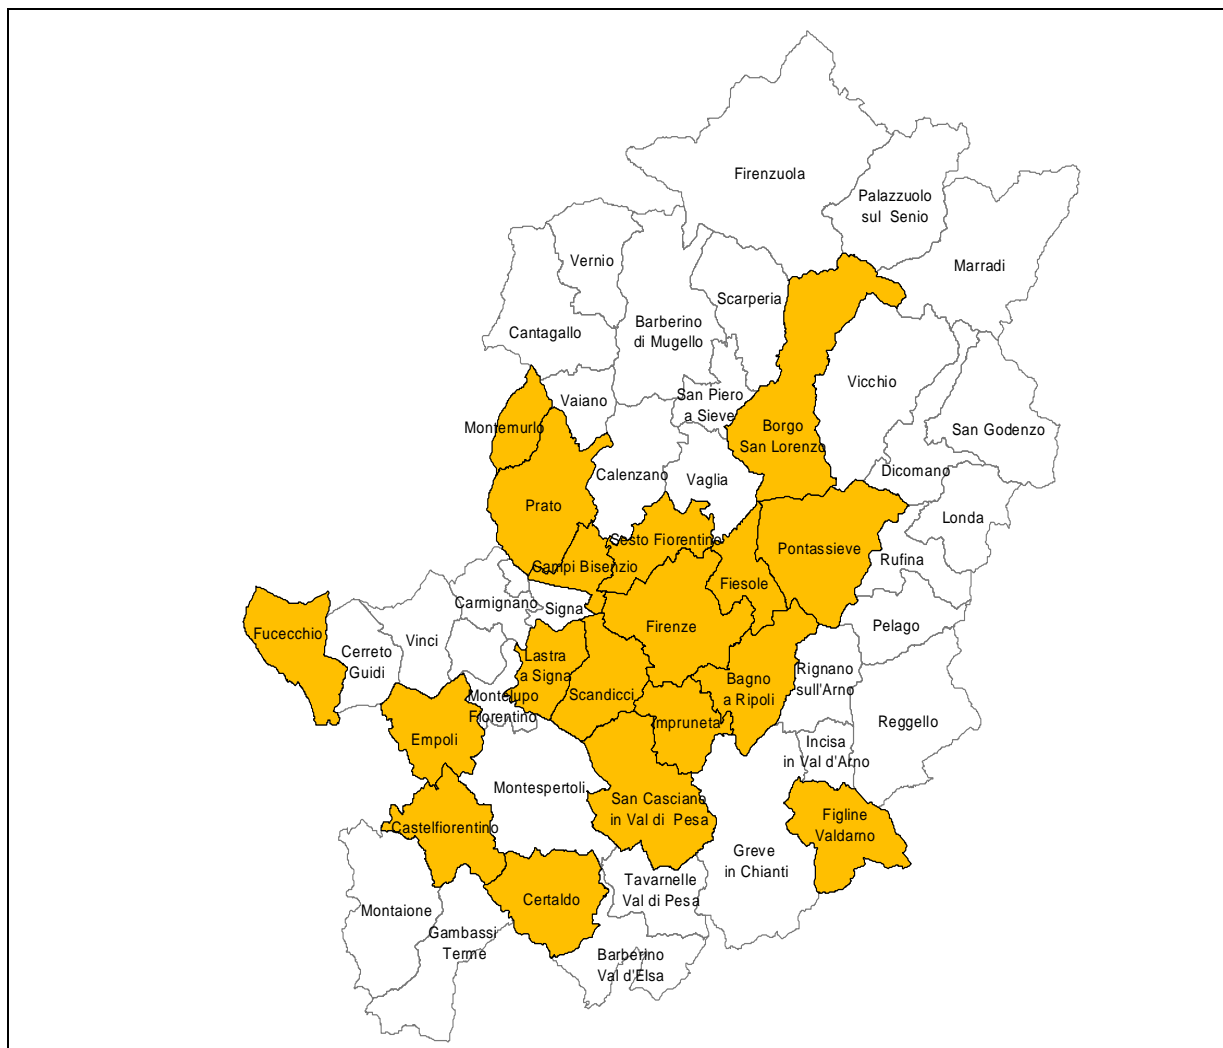 Firenzuola
Palazzuolo
sul Senio
Marradi
Vernio
Scarperia
Cantagallo
Barberino
di Mugello
Vicchio
Vaiano
San Piero
a Sieve
Montemurlo
Borgo
San Lorenzo
San Godenzo
Calenzano
Vaglia
Dicomano
Prato
Londa
Sesto Fiorentino
Pontassieve
Rufina
Sampi Bisenzio
Fiesole
Carmignano
Signa
Fucecchio
Vinci
Firenze
Pelago
Cerreto
Guidi
Lastra
a Signa
Scandicci
Bagno
a Ripoli
Rignano
sull'Arno
Montelupo
Fiorentino
Impruneta
Reggello
Empoli
Incisa
in Val d'Arno
Montespertoli
San Casciano
in Val di Pesa
Figline
Valdarno
Castelfiorentino
Greve
in Chianti
Tavarnelle
Val di Pesa
Certaldo
Montaione
Gambassi
Terme
Barberino
Val d'Elsa